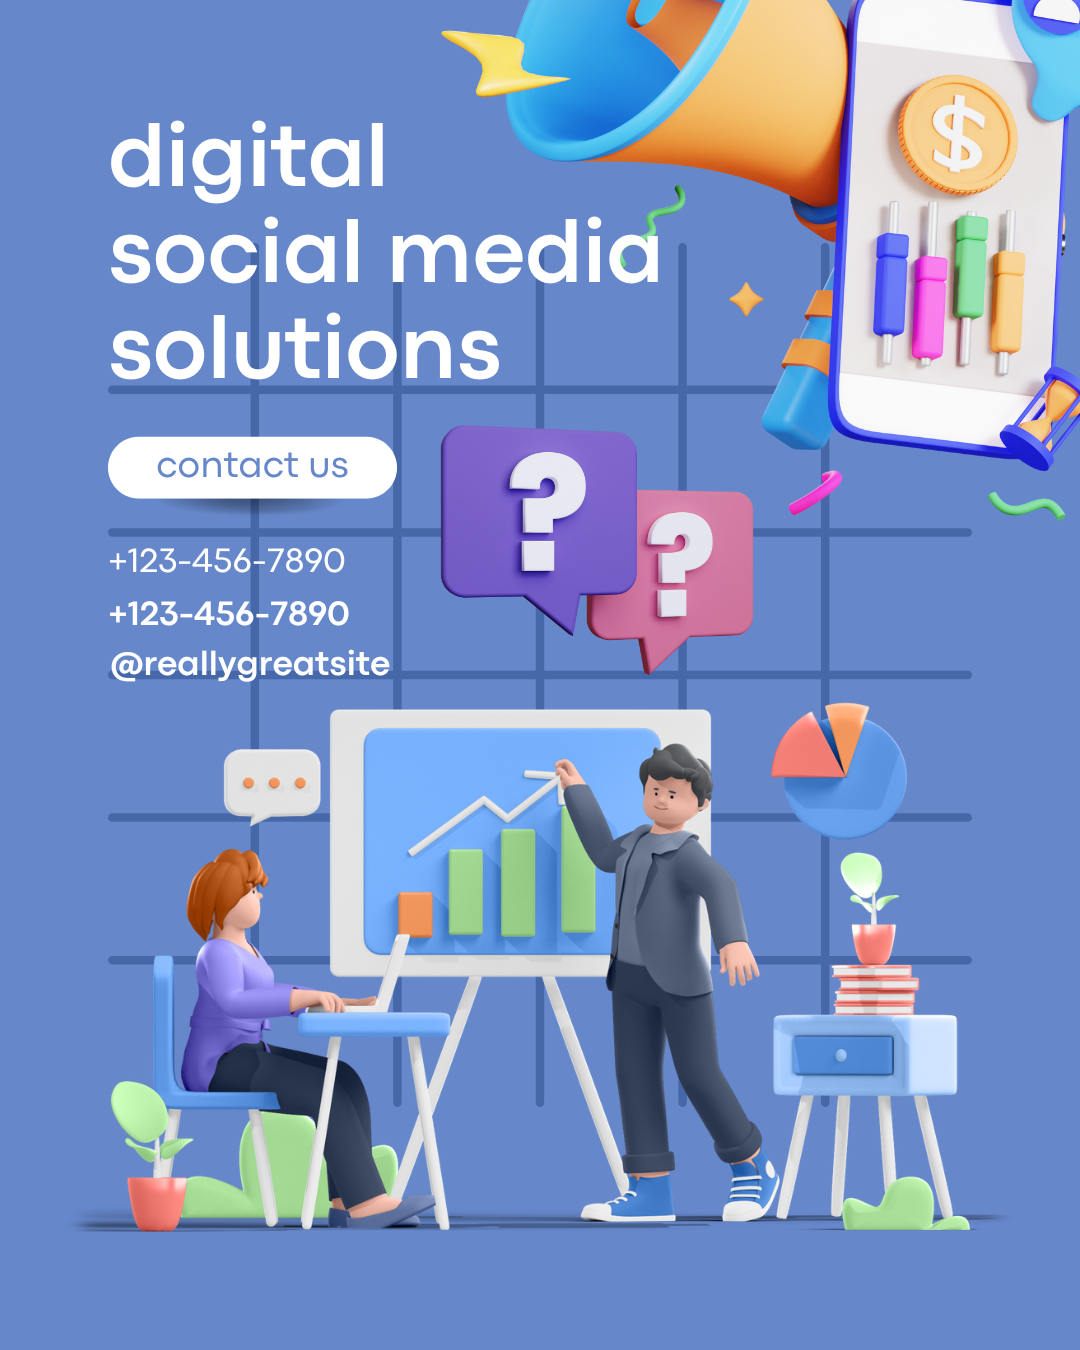 digital
social media
solutions
contact us
+123-456-7890
+123-456-7890
@reallygreatsite
$
?
?